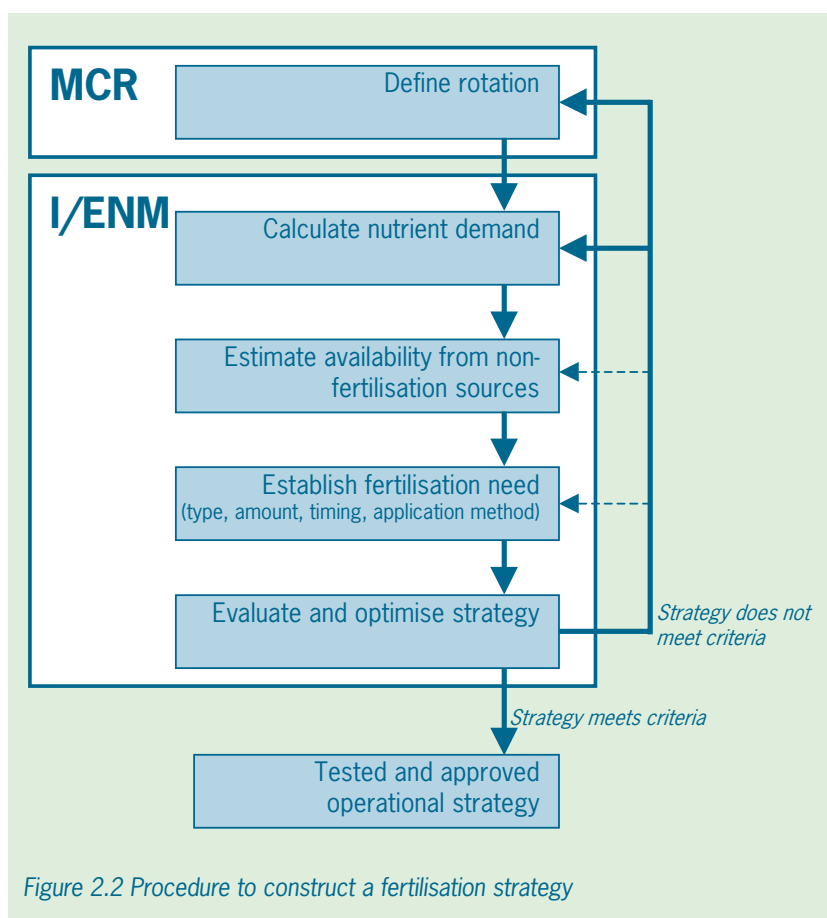 MCR
Define rotation
I/ENM
Calculate nutrient demand
Estimate availability from non-
fertilisation sources
Establish fertilisation need
(type, amount, timing, application method)
Evaluate and optimise strategy
Strategy does not
meet criteria
Strategy meets criteria
Tested and approved
operational strategy
Figure 2.2 Procedure to construct a fertilisation strategy